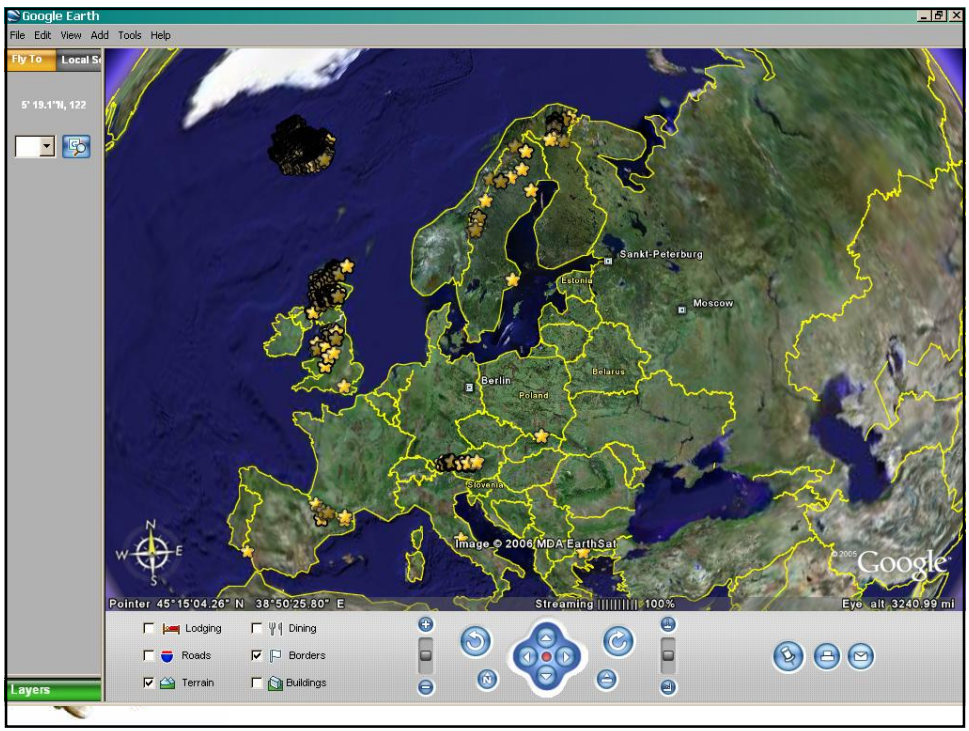 Google Earth
File Edit View Add Tools Help
Fly To Local Se
5' 19.1"N, 122
Sankt-Peterburg
Estonia
Moscow
Berlin
Belarus
Poland
Slovenia
N
W E
S
Image © 2006 MDA EarthSat
©2005 Google
Pointer 45°15'04.26" N 38°50'25.80" E Streaming |||||||||| 100% Eye alt 3240.99 mi
Lodging Dining
Roads Borders
N
Terrain Buildings
Layers